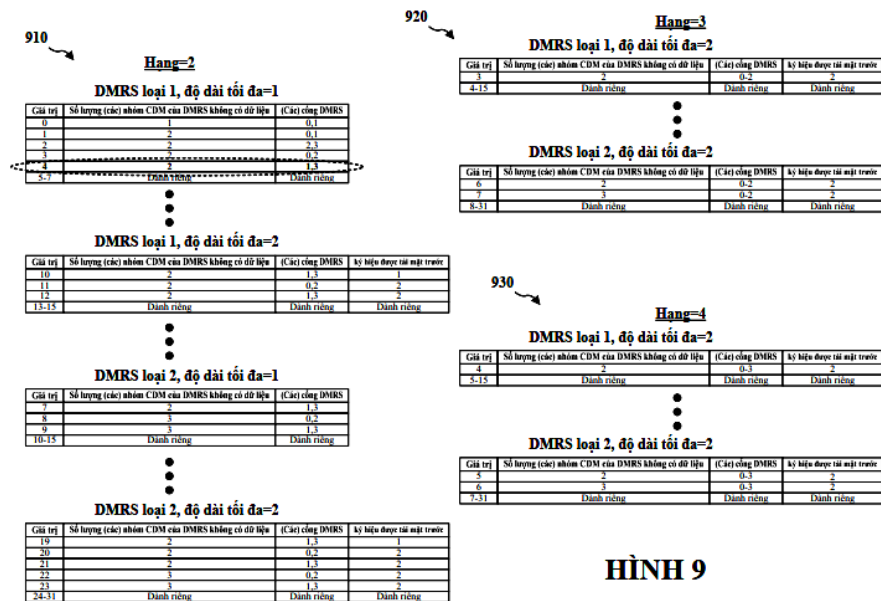 910
Hạng=2
DMRS loại 1, độ dài tối đa=1
Giá trị Số lượng (các) nhóm CDM của DMRS không có dữ liệu (Các) cổng DMRS
0 1 0,1
1 2 0,1
2 2 2,3
3 2 0,2
4 2 1,3
5-7 Dành riêng Dành riêng
DMRS loại 1, độ dài tối đa=2
Giá trị Số lượng (các) nhóm CDM của DMRS không có dữ liệu (Các) cổng DMRS ký hiệu được tải mặt trước
10 2 1,3 1
11 2 0,2 2
12 2 1,3 2
13-15 Dành riêng Dành riêng Dành riêng
DMRS loại 2, độ dài tối đa=1
Giá trị Số lượng (các) nhóm CDM của DMRS không có dữ liệu (Các) cổng DMRS
7 2 1,3
8 3 0,2
9 3 1,3
10-15 Dành riêng Dành riêng
DMRS loại 2, độ dài tối đa=2
Giá trị Số lượng (các) nhóm CDM của DMRS không có dữ liệu (Các) cổng DMRS ký hiệu được tải mặt trước
19 2 1,3 1
20 2 0,2 2
21 2 1,3 2
22 3 0,2 2
23 3 1,3 2
24-31 Dành riêng Dành riêng Dành riêng
920
Hạng=3
DMRS loại 1, độ dài tối đa=2
Giá trị Số lượng (các) nhóm CDM của DMRS không có dữ liệu (Các) cổng DMRS ký hiệu được tải mặt trước
3 2 0-2 2
4-15 Dành riêng Dành riêng Dành riêng
DMRS loại 2, độ dài tối đa=2
Giá trị Số lượng (các) nhóm CDM của DMRS không có dữ liệu (Các) cổng DMRS ký hiệu được tải mặt trước
6 2 0-2 2
7 3 0-2 2
8-31 Dành riêng Dành riêng Dành riêng
930
Hạng=4
DMRS loại 1, độ dài tối đa=2
Giá trị Số lượng (các) nhóm CDM của DMRS không có dữ liệu (Các) cổng DMRS ký hiệu được tải mặt trước
4 2 0-3 2
5-15 Dành riêng Dành riêng Dành riêng
DMRS loại 2, độ dài tối đa=2
Giá trị Số lượng (các) nhóm CDM của DMRS không có dữ liệu (Các) cổng DMRS ký hiệu được tải mặt trước
5 2 0-3 2
6 3 0-3 2
7-31 Dành riêng Dành riêng Dành riêng
HÌNH 9